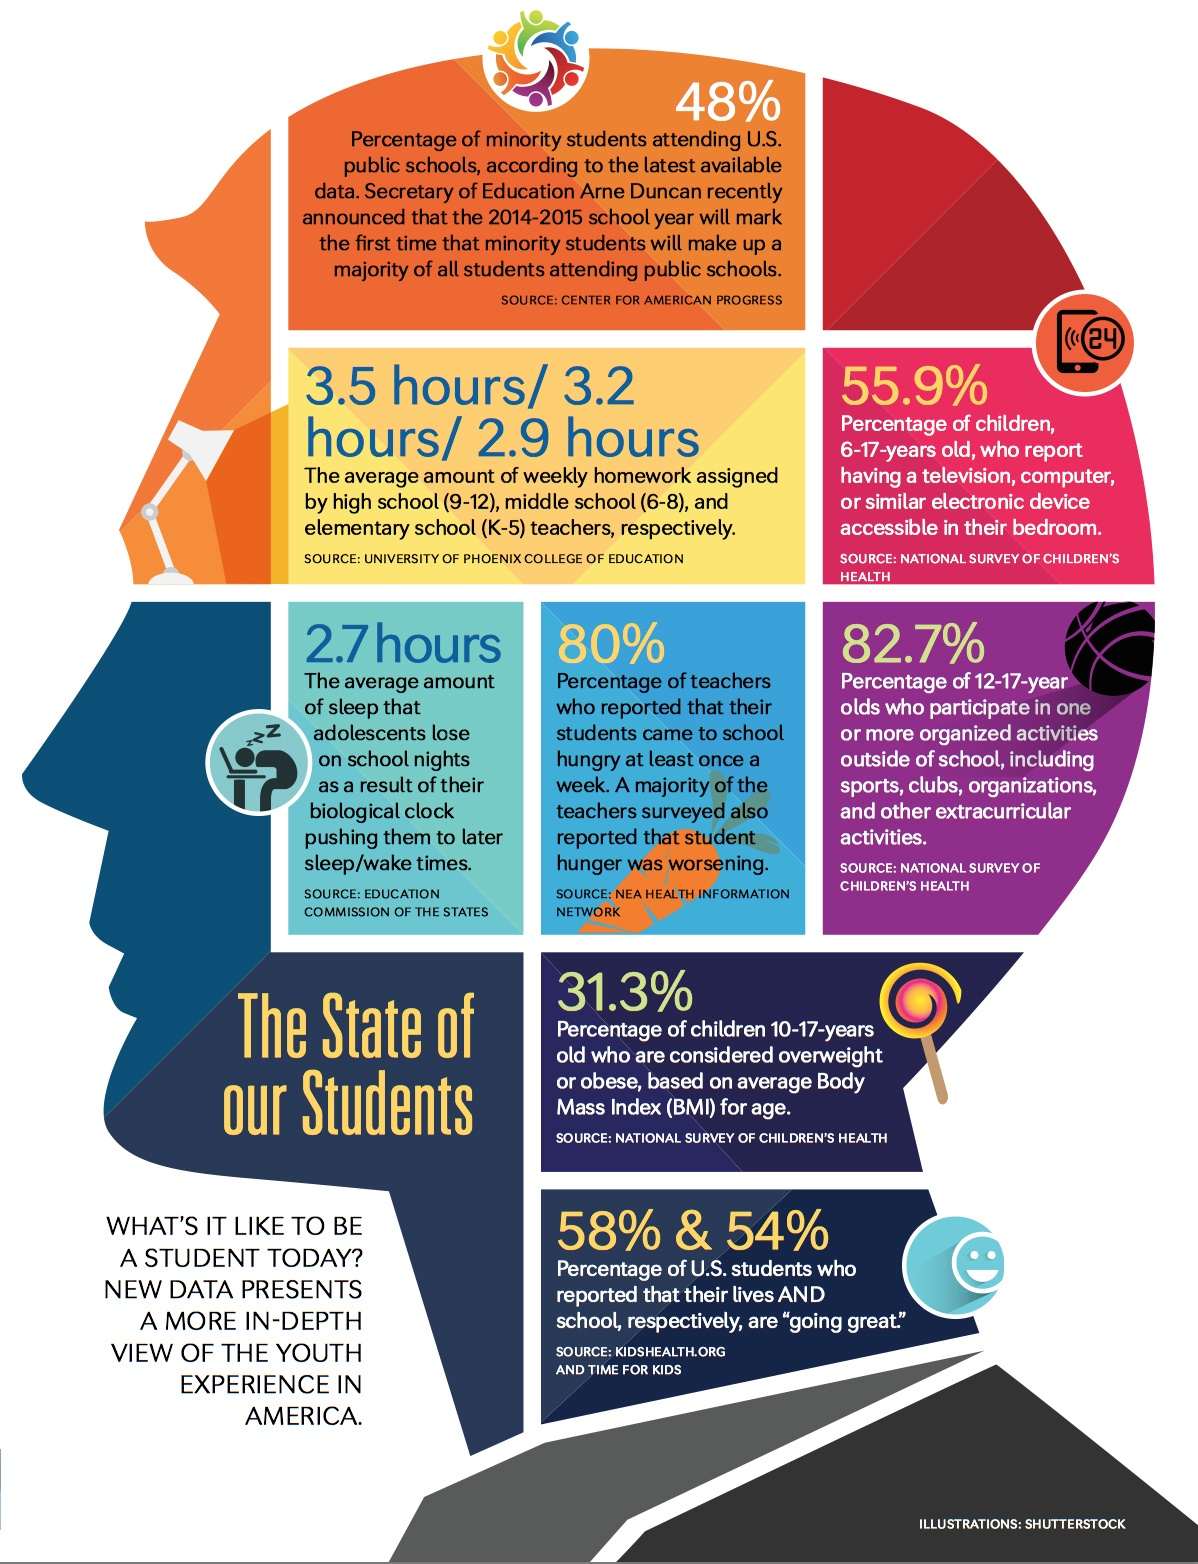 48%
Percentage of minority students attending U.S.
public schools, according to the latest available
data. Secretary of Education Arne Duncan recently
announced that the 2014-2015 school year will mark
the first time that minority students will make up a
majority of all students attending public schools.
SOURCE: CENTER FOR AMERICAN PROGRESS
3.5 hours/ 3.2
hours/ 2.9 hours
The average amount of weekly homework assigned
by high school (9-12), middle school (6-8), and
elementary school (K-5) teachers, respectively.
SOURCE: UNIVERSITY OF PHOENIX COLLEGE OF EDUCATION
24
55.9%
Percentage of children,
6-17-years old, who report
having a television, computer,
or similar electronic device
accessible in their bedroom.
SOURCE: NATIONAL SURVEY OF CHILDREN'S
HEALTH
2.7 hours
The average amount
of sleep that
adolescents lose
on school nights
as a result of their
biological clock
pushing them to later
sleep/wake times.
SOURCE: EDUCATION
COMMISSION OF THE STATES
zzZ
80%
Percentage of teachers
who reported that their
students came to school
hungry at least once a
week. A majority of the
teachers surveyed also
reported that student
hunger was worsening.
SOURCE: NEA HEALTH INFORMATION
NETWORK
82.7%
Percentage of 12-17-year
olds who participate in one
or more organized activities
outside of school, including
sports, clubs, organizations,
and other extracurricular
activities.
SOURCE: NATIONAL SURVEY OF
CHILDREN'S HEALTH
The State of
our Students
31.3%
Percentage of children 10-17-years
old who are considered overweight
or obese, based on average Body
Mass Index (BMI) for age.
SOURCE: NATIONAL SURVEY OF CHILDREN'S HEALTH
WHAT'S IT LIKE TO BE
A STUDENT TODAY?
NEW DATA PRESENTS
A MORE IN-DEPTH
VIEW OF THE YOUTH
EXPERIENCE IN
AMERICA.
58% & 54%
Percentage of U.S. students who
reported that their lives AND
school, respectively, are “going great.”
SOURCE: KIDSHEALTH.ORG
AND TIME FOR KIDS
ILLUSTRATIONS: SHUTTERSTOCK